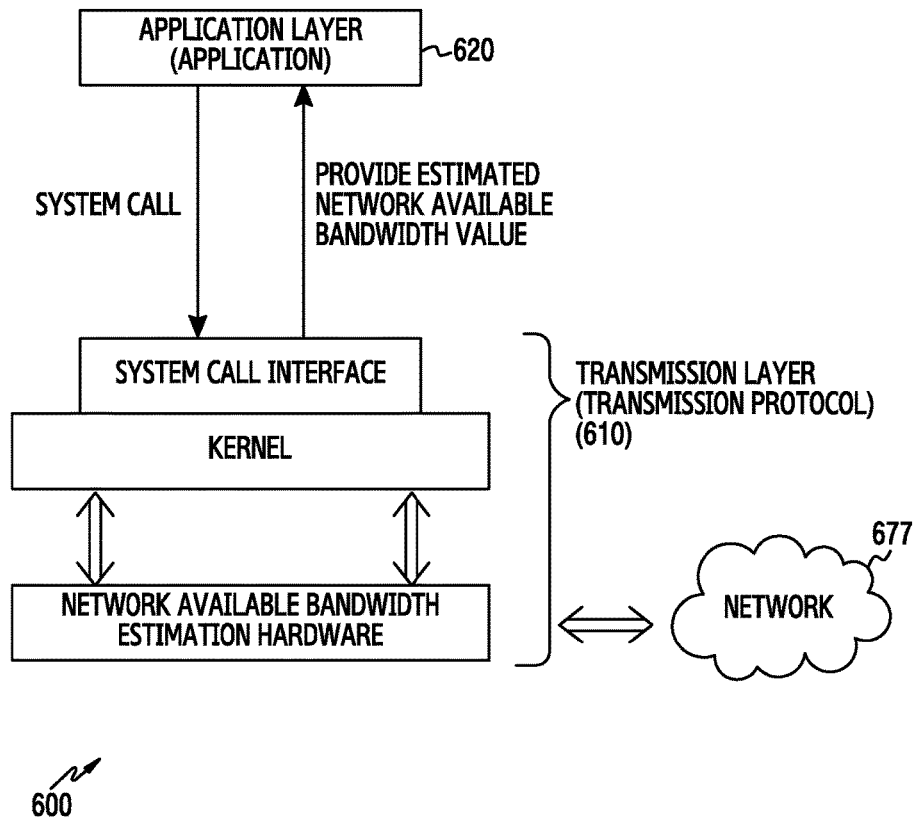 APPLICATION LAYER
(APPLICATION)
620
SYSTEM CALL
PROVIDE ESTIMATED
NETWORK AVAILABLE
BANDWIDTH VALUE
SYSTEM CALL INTERFACE
KERNEL
TRANSMISSION LAYER
(TRANSMISSION PROTOCOL)
(610)
NETWORK AVAILABLE BANDWIDTH
ESTIMATION HARDWARE
677
NETWORK
600